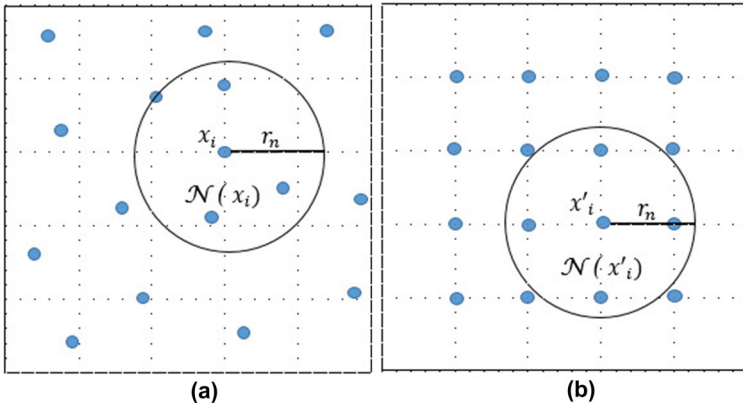 x_i r_n
𝒩( x_i)
(a)
x'_i r_n
𝒩( x'_i)
(b)